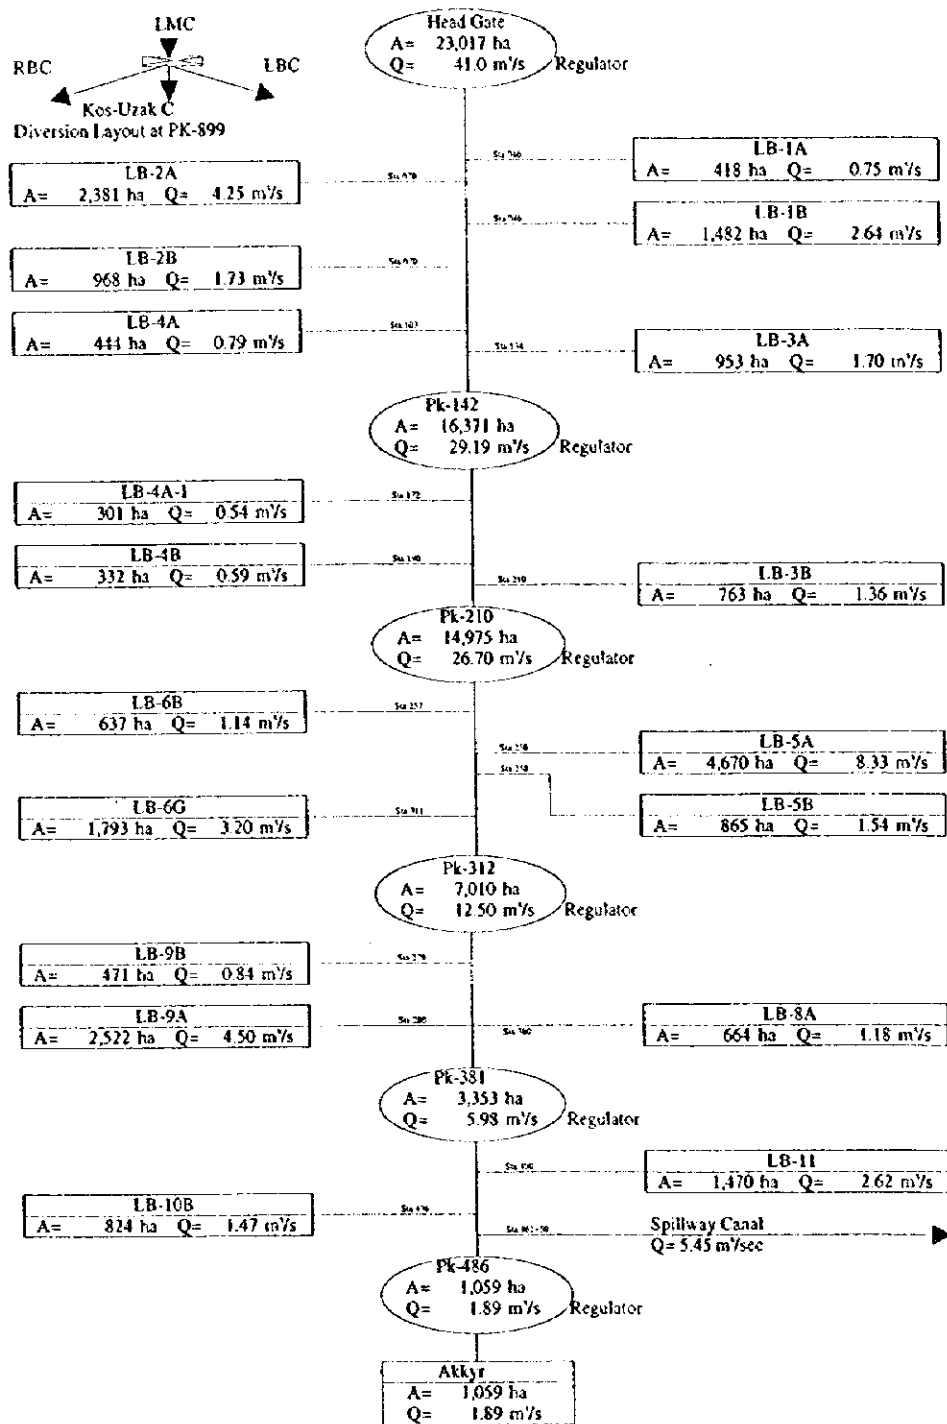 LMC
RBC
LBC
Kos-Uzak C
Diversion Layout at PK-899
Head Gate
A= 23,017 ha
Q= 41.0 m³/s Regulator
LB-1A
A= 418 ha Q= 0.75 m³/s
LB-2A
A= 2,381 ha Q= 4.25 m³/s
LB-1B
A= 1,482 ha Q= 2.64 m³/s
LB-2B
A= 968 ha Q= 1.73 m³/s
LB-4A
A= 444 ha Q= 0.79 m³/s
LB-3A
A= 953 ha Q= 1.70 m³/s
Pk-142
A= 16,371 ha
Q= 29.19 m³/s Regulator
LB-4A-1
A= 301 ha Q= 0.54 m³/s
Sta 172
LB-4B
A= 332 ha Q= 0.59 m³/s
Sta 190
LB-3B
A= 763 ha Q= 1.36 m³/s
Pk-210
A= 14,975 ha
Q= 26.70 m³/s Regulator
LB-6B
A= 637 ha Q= 1.14 m³/s
Sta 257
LB-5A
A= 4,670 ha Q= 8.33 m³/s
Sta 258
LB-5B
A= 865 ha Q= 1.54 m³/s
LB-6G
A= 1,793 ha Q= 3.20 m³/s
Sta 311
Pk-312
A= 7,010 ha
Q= 12.50 m³/s Regulator
LB-9B
A= 471 ha Q= 0.84 m³/s
LB-9A
A= 2,522 ha Q= 4.50 m³/s
LB-8A
A= 664 ha Q= 1.18 m³/s
Pk-381
A= 3,353 ha
Q= 5.98 m³/s Regulator
LB-11
A= 1,470 ha Q= 2.62 m³/s
LB-10B
A= 824 ha Q= 1.47 m³/s
Spillway Canal
Q= 5.45 m³/sec
Pk-486
A= 1,059 ha
Q= 1.89 m³/s Regulator
Akkyr
A= 1,059 ha
Q= 1.89 m³/s